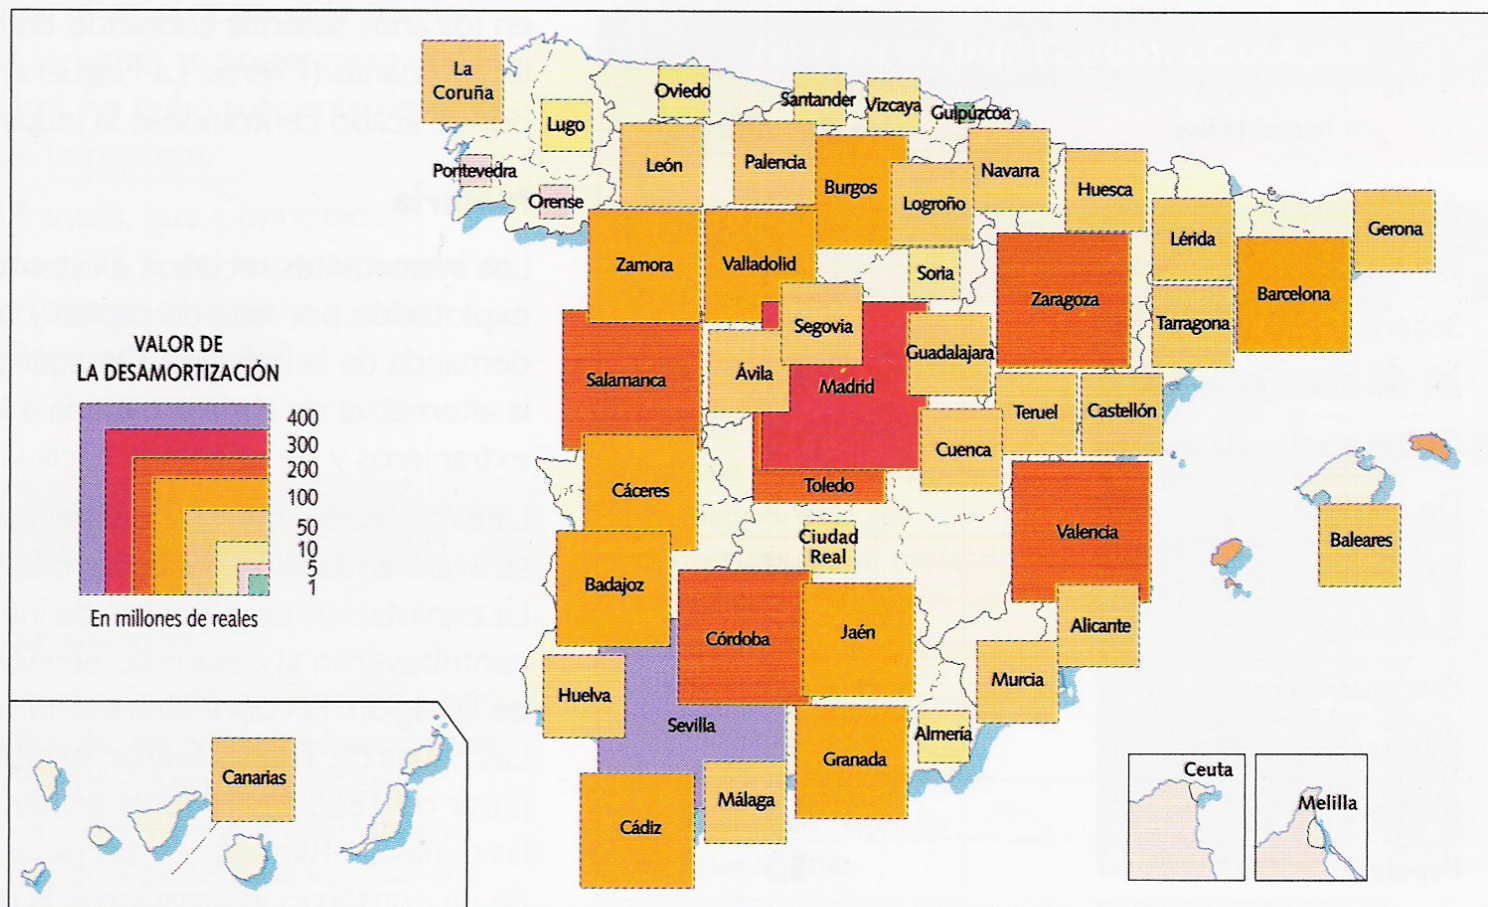 La
Coruña
Lugo
Oviedo
Santander
Vizcaya
Guipúzcoa
Pontevedra
Orense
León
Palencia
Burgos
Logroño
Navarra
Huesca
Lérida
Gerona
Zamora
Valladolid
Soria
Zaragoza
Tarragona
Barcelona
Segovia
Guadalajara
Salamanca
Ávila
Madrid
Teruel
Castellón
Cuenca
Cáceres
Toledo
Valencia
Baleares
Ciudad
Real
Badajoz
Córdoba
Jaén
Alicante
Murcia
Huelva
Sevilla
Almería
Granada
Málaga
Cádiz
Canarias
Ceuta
Melilla
VALOR DE
LA DESAMORTIZACIÓN
400
300
200
100
50
10
5
1
En millones de reales